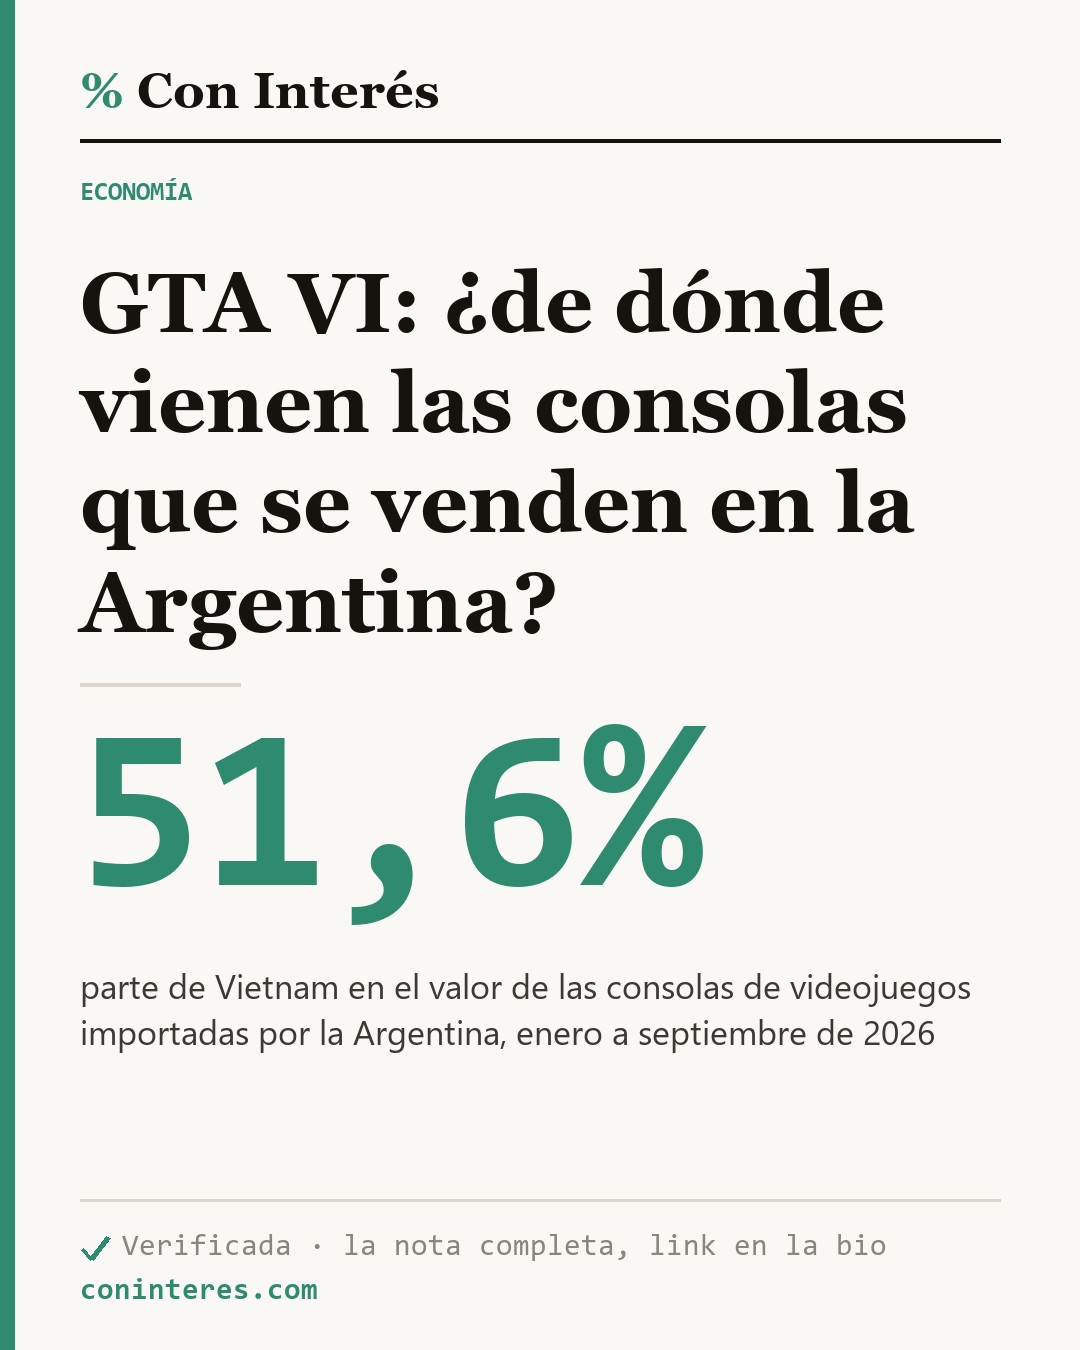 % Con Interés
ECONOMÍA
GTA VI: ¿de dónde
vienen las consolas
que se venden en la
Argentina?
51,6%
parte de Vietnam en el valor de las consolas de videojuegos
importadas por la Argentina, enero a septiembre de 2026
✓ Verificada · la nota completa, link en la bio
coninteres.com